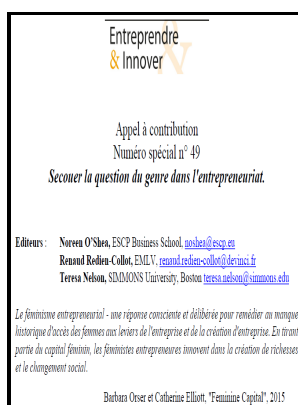 Entreprendre
& Innover
Appel à contribution
Numéro spécial n° 49
Secouer la question du genre dans l'entrepreneuriat.
Editeurs : Noreen O'Shea, ESCP Business School, noshea@escp.eu
Renaud Redien-Collot, EMLV, renaud.redien-collot@devinci.fr
Teresa Nelson, SIMMONS University, Boston teresa.nelson@simmons.edu
Le féminisme entrepreneurial - une réponse consciente et délibérée pour remédier au manque
historique d'accès des femmes aux leviers de l'entreprise et de la création d'entreprise. En tirant
partie du capital féminin, les féministes entrepreneures innovent dans la création de richesses
et le changement social.
Barbara Orser et Catherine Elliott, "Feminine Capital", 2015